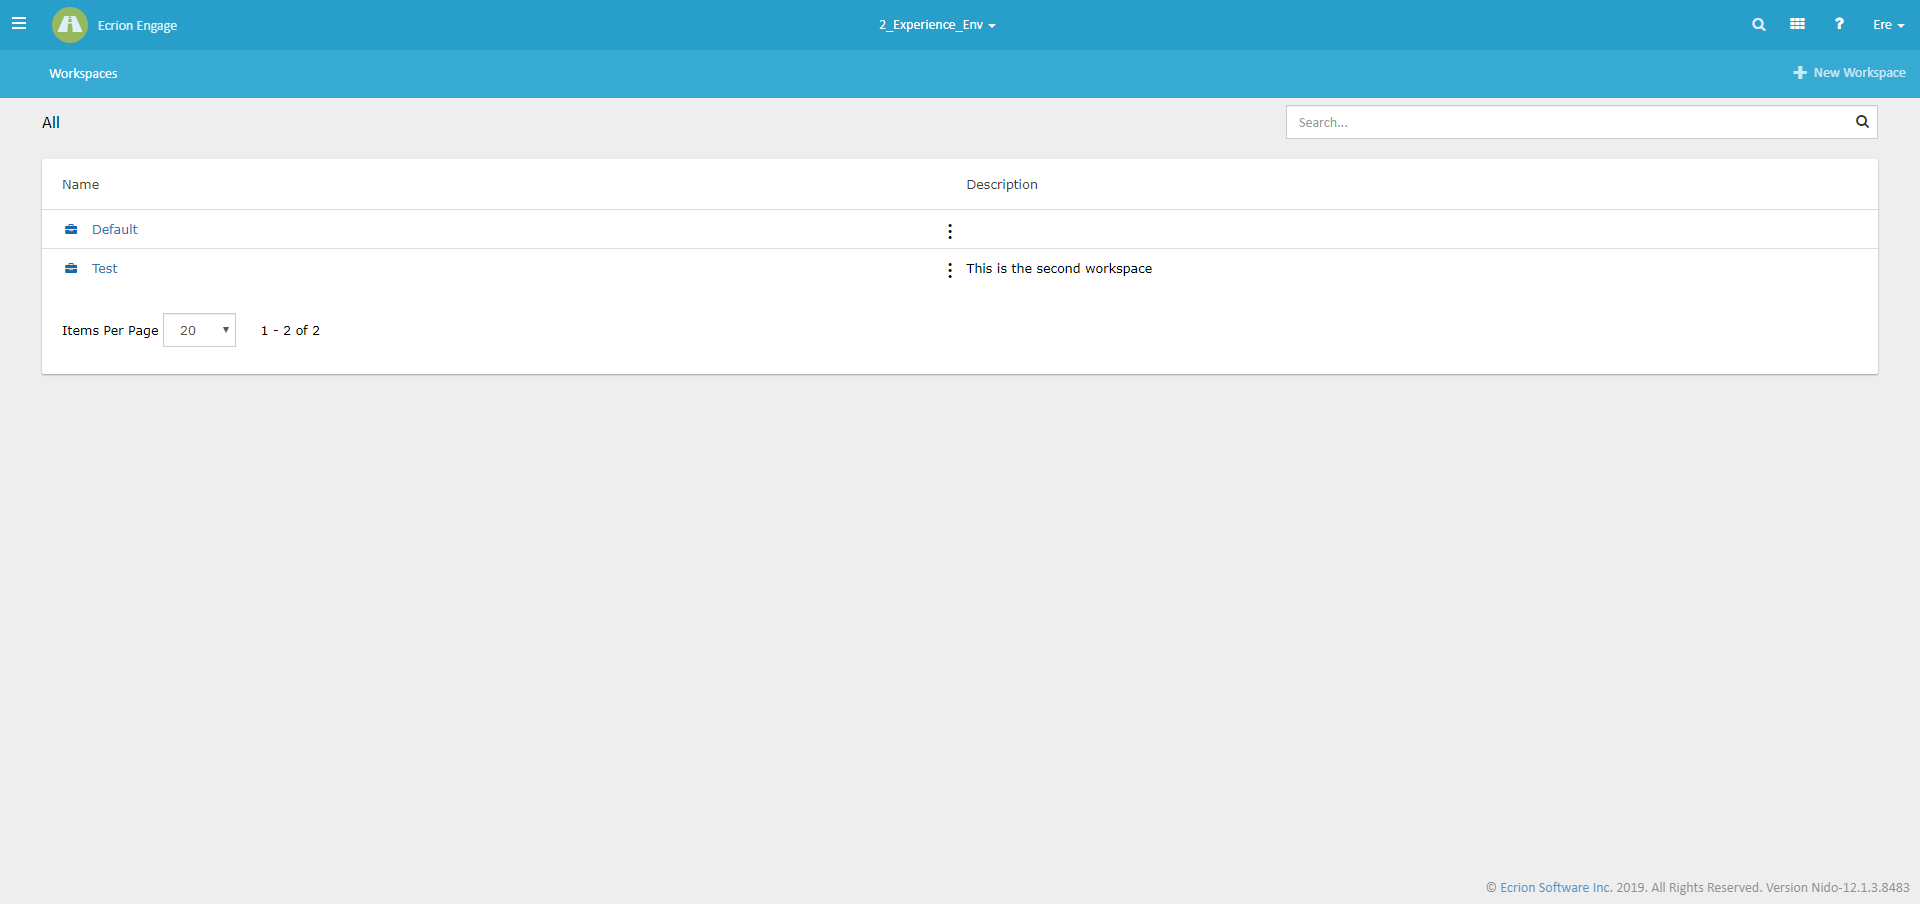 Ecrion Engage
2_Experience_Env
Ere
Workspaces
New Workspace
All
Search...
Name Description
Default
Test This is the second workspace
Items Per Page 20 1 - 2 of 2
© Ecrion Software Inc. 2019. All Rights Reserved. Version Nido-12.1.3.8483